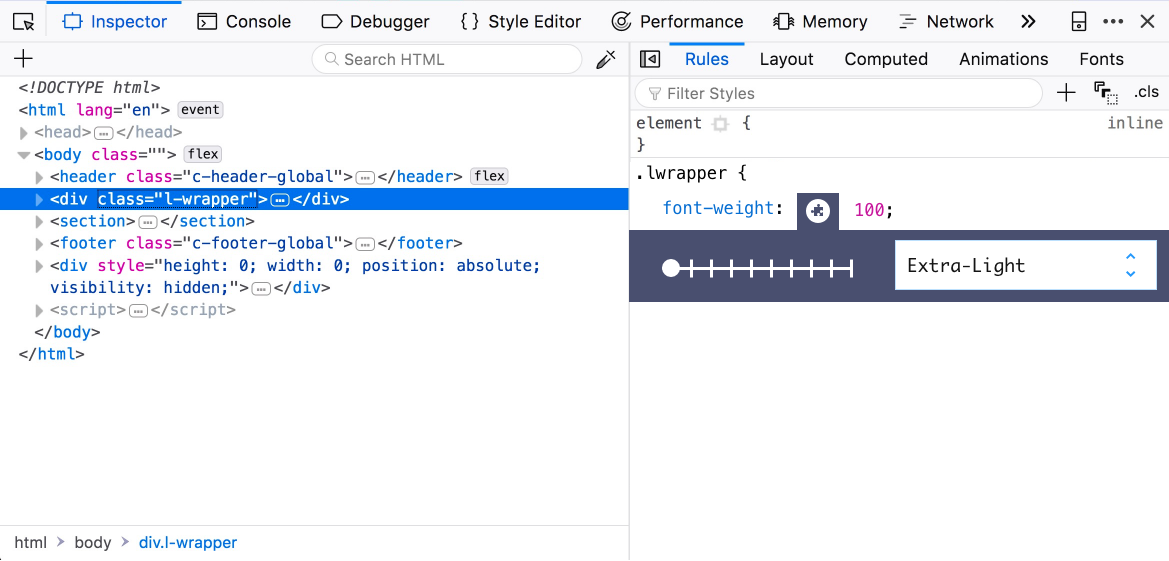 Inspector Console Debugger { } Style Editor Performance Memory Network
Search HTML
<!DOCTYPE html>
<html lang="en"> event
<head>…</head>
<body class=""> flex
<header class="c-header-global">…</header> flex
<div class="l-wrapper">…</div>
<section>…</section>
<footer class="c-footer-global">…</footer>
<div style="height: 0; width: 0; position: absolute;
visibility: hidden;">…</div>
<script>…</script>
</body>
</html>
html > body > div.l-wrapper
Rules Layout Computed Animations Fonts
Filter Styles + .cls
element { inline
}
.lwrapper {
font-weight: 100;
Extra-Light